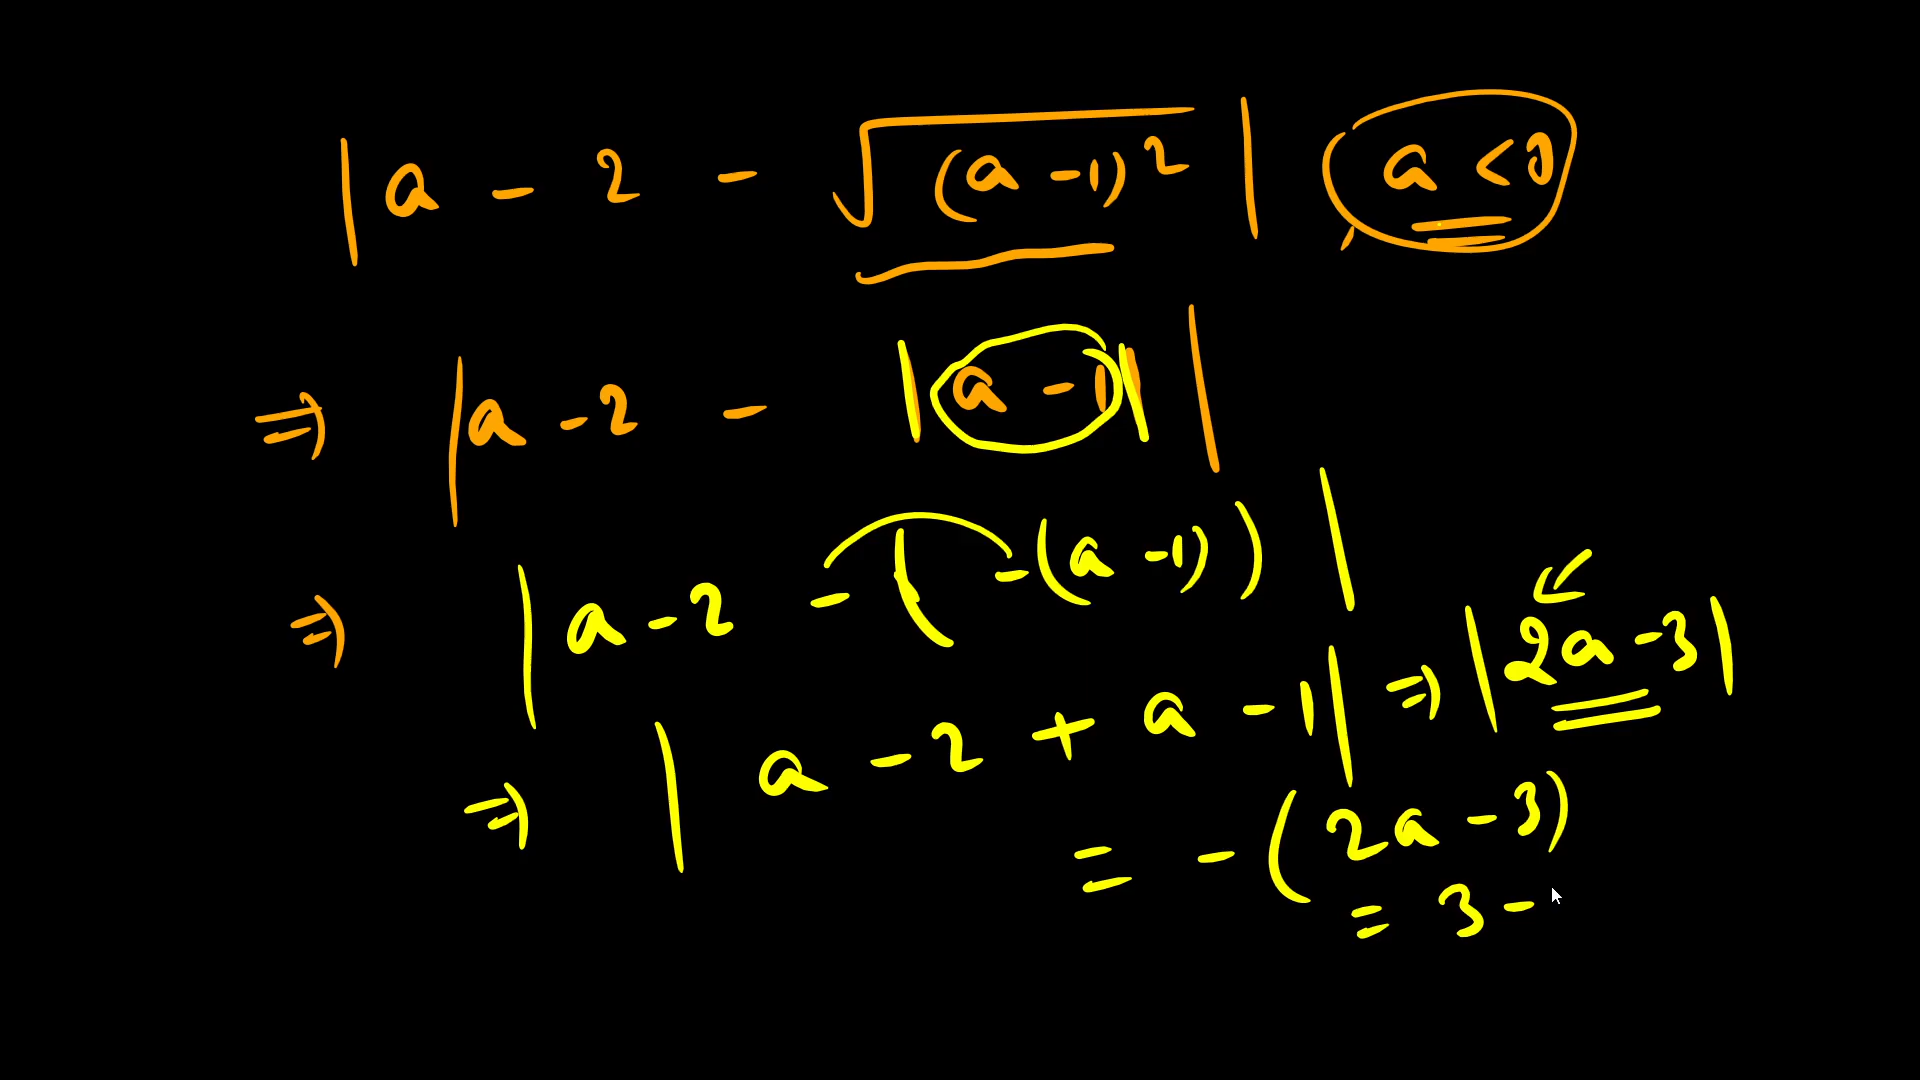 |a - 2 - √(a - 1)² | (a < 0)
⇒ |a - 2 - |a - 1| |
⇒ |a - 2 - (-(a - 1)) |
⇒ | a - 2 + a - 1| ⇒ |2a - 3|
= -(2a - 3)
= 3 -